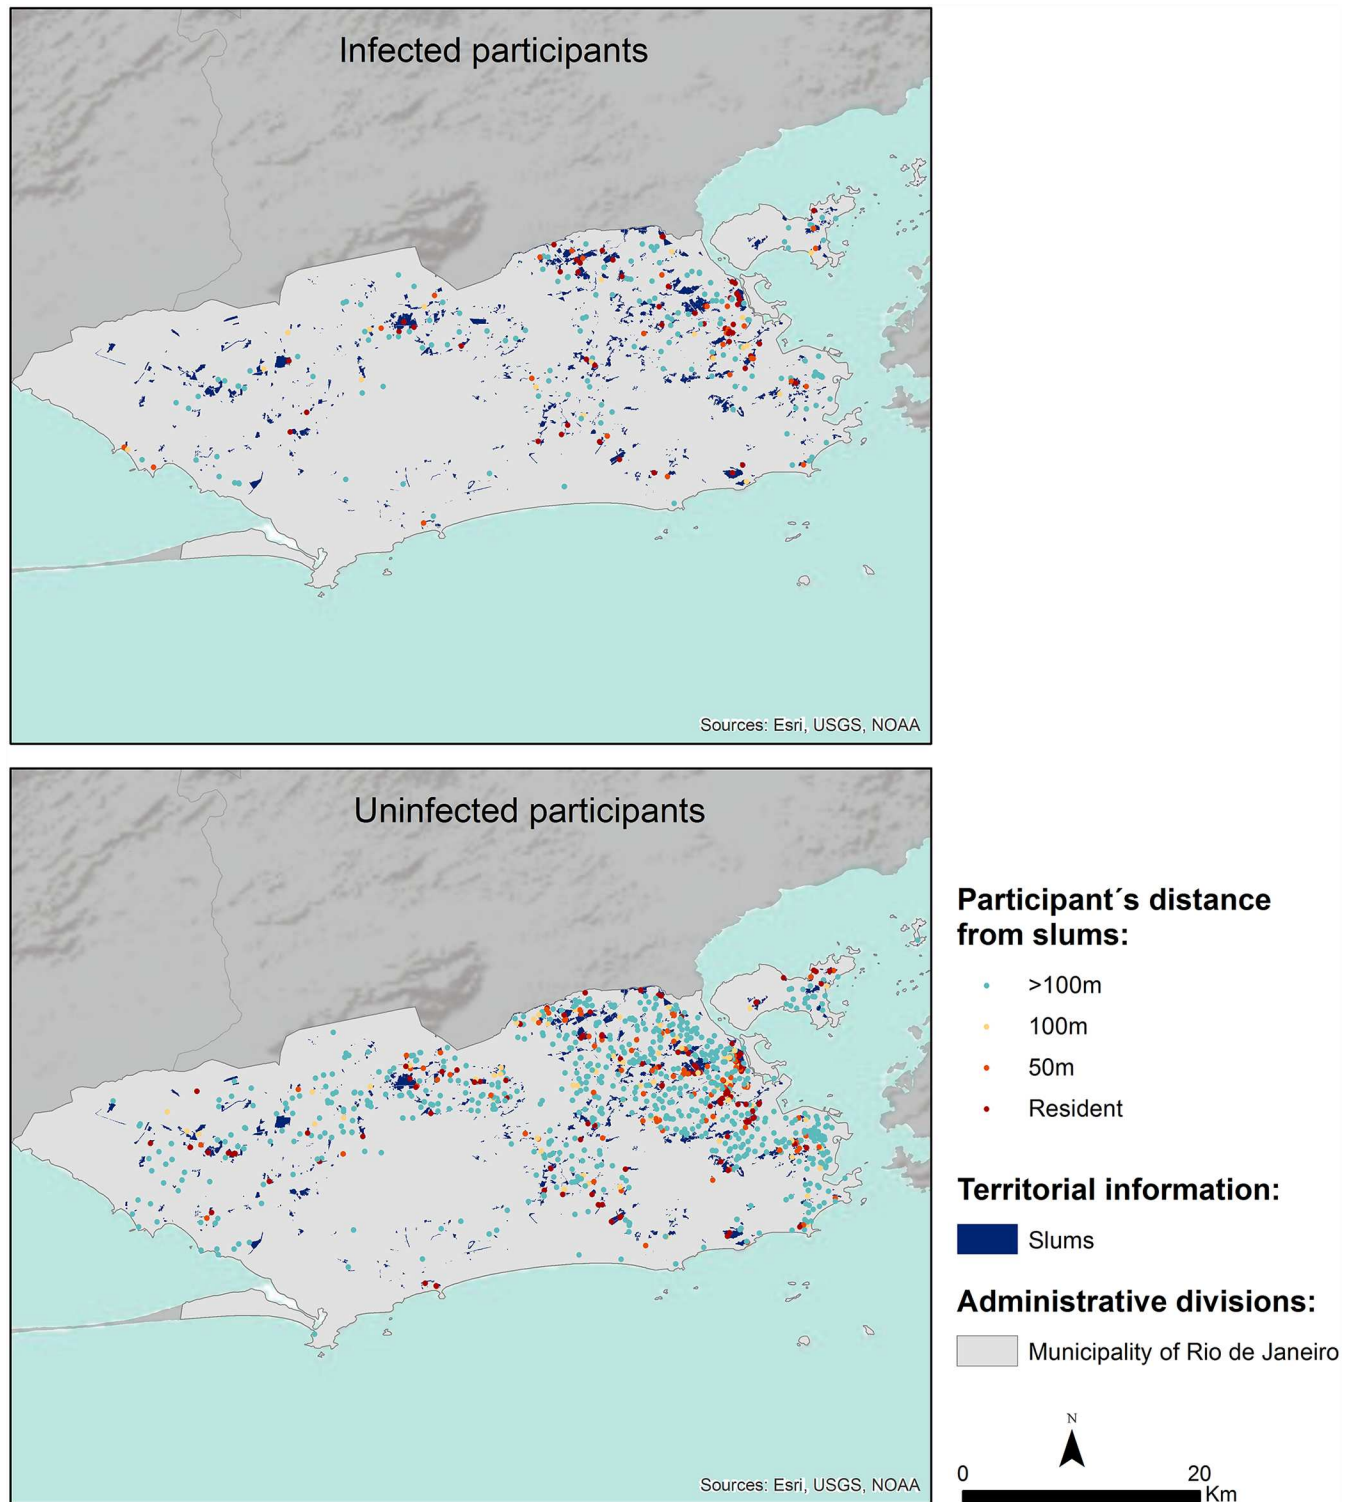 Infected participants
Sources: Esri, USGS, NOAA
Uninfected participants
Sources: Esri, USGS, NOAA
Participant´s distance
from slums:
>100m
100m
50m
Resident
Territorial information:
Slums
Administrative divisions:
Municipality of Rio de Janeiro
N
0 20
Km